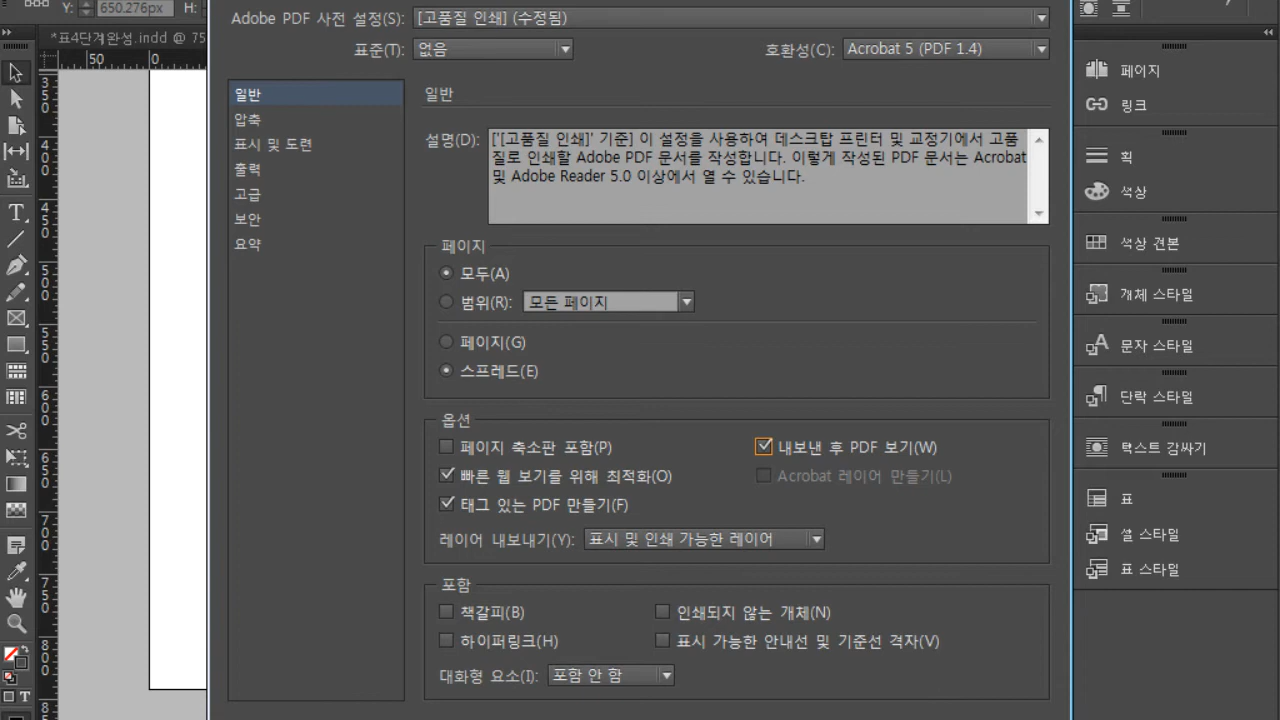 Y: 650.276px H:
*표4단계완성.indd @ 75
50 0
350
400
450
500
550
600
650
700
750
800
85
Adobe PDF 사전 설정(S): [고품질 인쇄] (수정됨)
표준(T): 없음 호환성(C): Acrobat 5 (PDF 1.4)
일반
압축
표시 및 도련
출력
고급
보안
요약
일반
설명(D): ['[고품질 인쇄]' 기준] 이 설정을 사용하여 데스크탑 프린터 및 교정기에서 고품
질로 인쇄할 Adobe PDF 문서를 작성합니다. 이렇게 작성된 PDF 문서는 Acrobat
및 Adobe Reader 5.0 이상에서 열 수 있습니다.
페이지
모두(A)
범위(R): 모든 페이지
페이지(G)
스프레드(E)
옵션
페이지 축소판 포함(P) 내보낸 후 PDF 보기(W)
빠른 웹 보기를 위해 최적화(O) Acrobat 레이어 만들기(L)
태그 있는 PDF 만들기(F)
레이어 내보내기(Y): 표시 및 인쇄 가능한 레이어
포함
책갈피(B) 인쇄되지 않는 개체(N)
하이퍼링크(H) 표시 가능한 안내선 및 기준선 격자(V)
대화형 요소(I): 포함 안 함
페이지
링크
획
색상
색상 견본
개체 스타일
문자 스타일
단락 스타일
텍스트 감싸기
표
셀 스타일
표 스타일